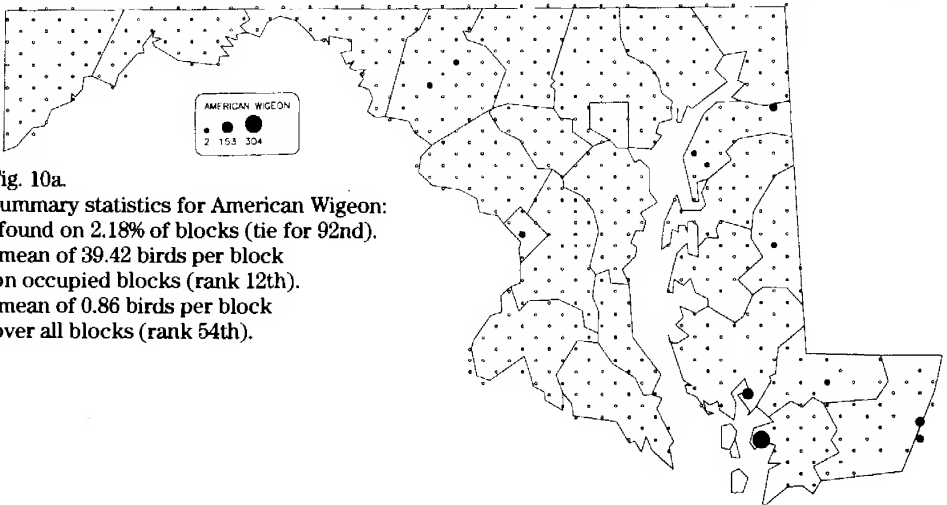 AMERICAN WIGEON
2 153 304
Fig. 10a.
ummary statistics for American Wigeon:
found on 2.18% of blocks (tie for 92nd).
mean of 39.42 birds per block
on occupied blocks (rank 12th).
mean of 0.86 birds per block
over all blocks (rank 54th).